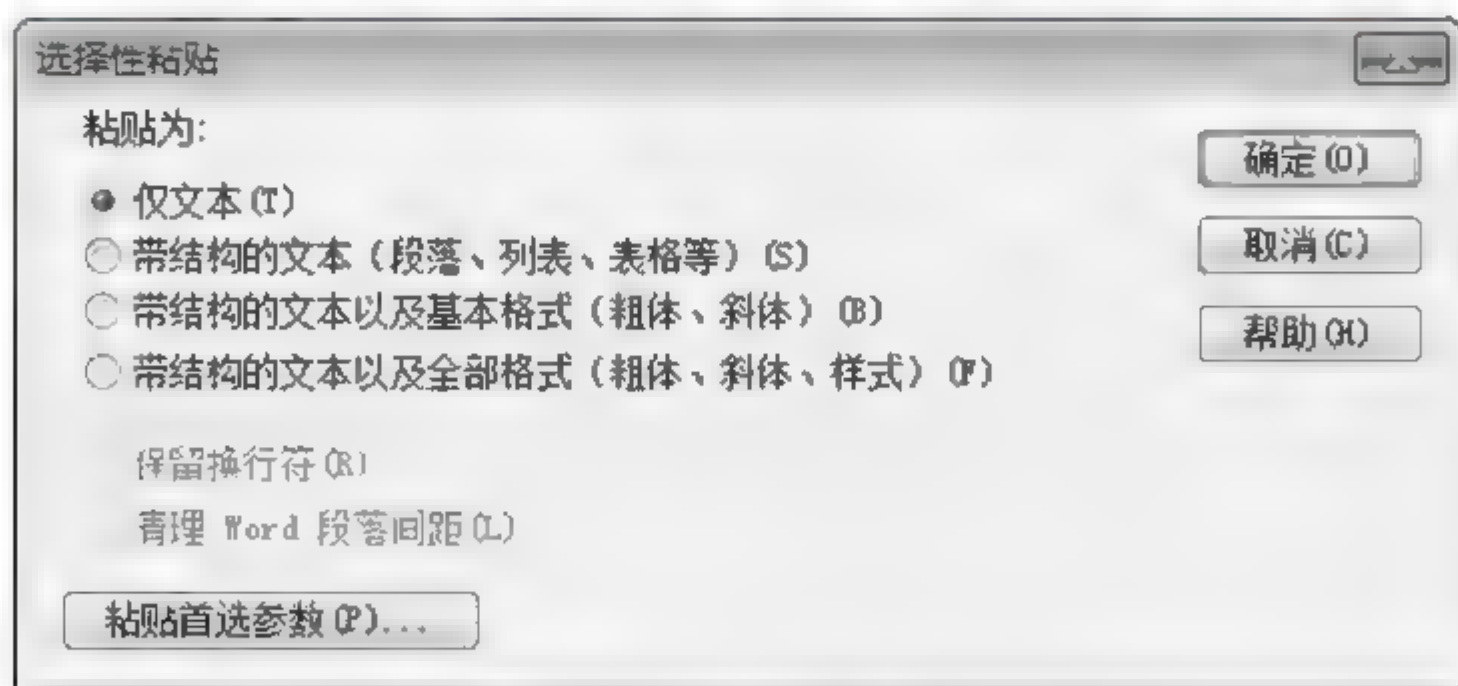 选择性粘贴
粘贴为:
仅文本(T)
带结构的文本（段落、列表、表格等）(S)
带结构的文本以及基本格式（粗体、斜体）(B)
带结构的文本以及全部格式（粗体、斜体、样式）(F)
保留换行符(R)
清理 Word 段落间距(L)
粘贴首选参数(P)...
确定(O)
取消(C)
帮助(H)